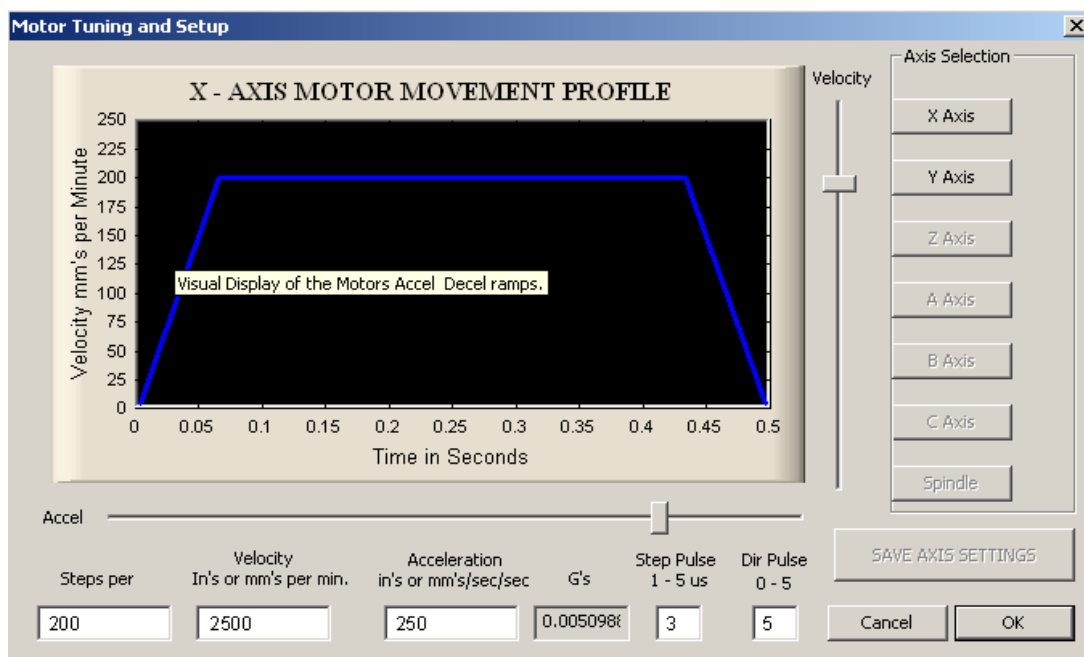 Motor Tuning and Setup
X - AXIS MOTOR MOVEMENT PROFILE
Velocity mm's per Minute
250
225
200
175
150
125
100
75
50
25
0
Visual Display of the Motors Accel Decel ramps.
0 0.05 0.1 0.15 0.2 0.25 0.3 0.35 0.4 0.45 0.5
Time in Seconds
Velocity
Axis Selection
X Axis
Y Axis
Z Axis
A Axis
B Axis
C Axis
Spindle
Accel
Steps per
200
Velocity
In's or mm's per min.
2500
Acceleration
in's or mm's/sec/sec
250
G's
Step Pulse
1 - 5 us
3
Dir Pulse
0 - 5
5
SAVE AXIS SETTINGS
Cancel
OK